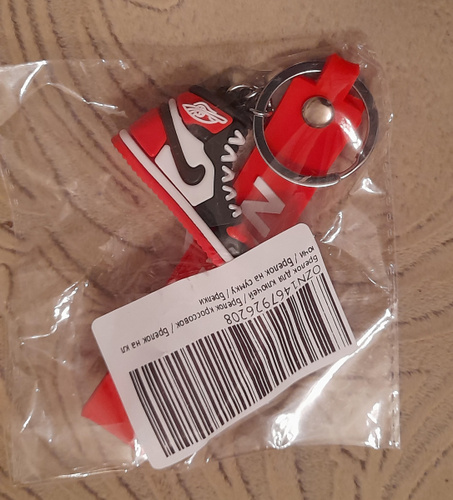 OZN1467926208
Брелок для ключей / Брелок кроссовок / Брелок на кл
ючи / Брелок на сумку / Брелки